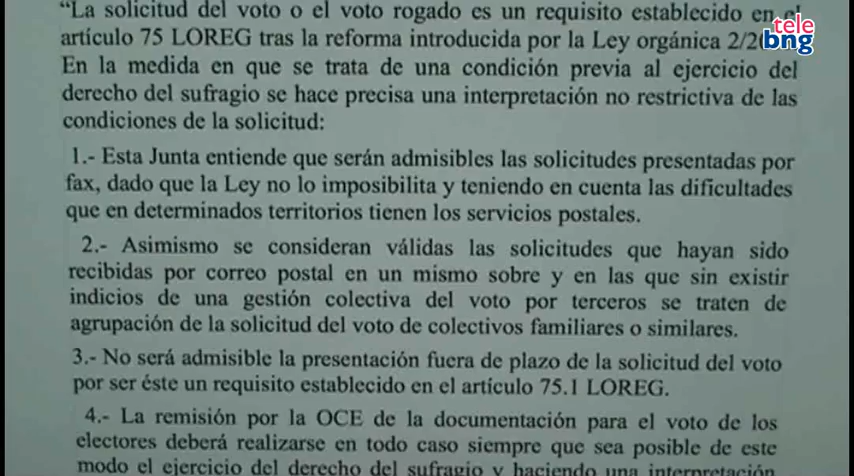 “La solicitud del voto o el voto rogado es un requisito establecido en el
artículo 75 LOREG tras la reforma introducida por la Ley orgánica
En la medida en que se trata de una condición previa al ejercicio del
derecho del sufragio se hace precisa una interpretación no restrictiva de las
condiciones de la solicitud:
1.- Esta Junta entiende que serán admisibles las solicitudes presentadas por
fax, dado que la Ley no lo imposibilita y teniendo en cuenta las dificultades
que en determinados territorios tienen los servicios postales.
2.- Asimismo se consideran válidas las solicitudes que hayan sido
recibidas por correo postal en un mismo sobre y en las que sin existir
indicios de una gestión colectiva del voto por terceros se traten de
agrupación de la solicitud del voto de colectivos familiares o similares.
3.- No será admisible la presentación fuera de plazo de la solicitud del voto
por ser éste un requisito establecido en el artículo 75.1 LOREG.
4.- La remisión por la OCE de la documentación para el voto de los
electores deberá realizarse en todo caso siempre que sea posible de este
modo el ejercicio del derecho del sufragio y haciendo una interpretación
tele
bng